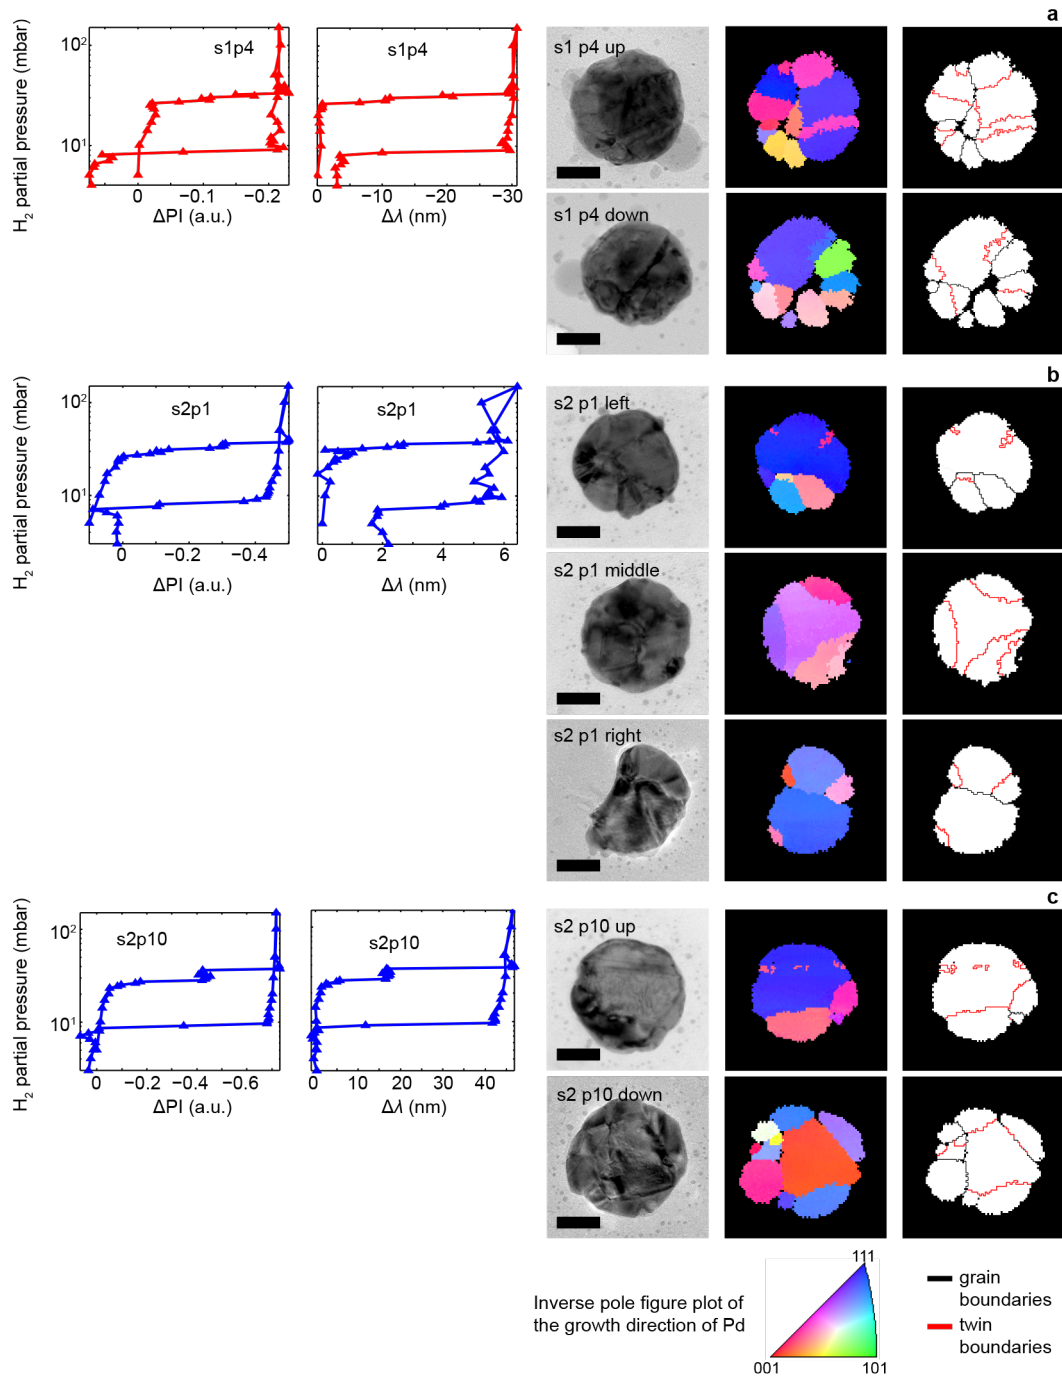 a
H2 partial pressure (mbar)
10²
10¹
s1p4
0 −0.1 −0.2
ΔPI (a.u.)
s1p4
0 −10 −20 −30
Δλ (nm)
s1 p4 up
s1 p4 down
b
H2 partial pressure (mbar)
10²
10¹
s2p1
0 −0.2 −0.4
ΔPI (a.u.)
s2p1
0 2 4 6
Δλ (nm)
s2 p1 left
s2 p1 middle
s2 p1 right
c
H2 partial pressure (mbar)
10²
10¹
s2p10
0 −0.2 −0.4 −0.6
ΔPI (a.u.)
s2p10
0 20 40
Δλ (nm)
s2 p10 up
s2 p10 down
Inverse pole figure plot of
the growth direction of Pd
111
001 101
grain
boundaries
twin
boundaries